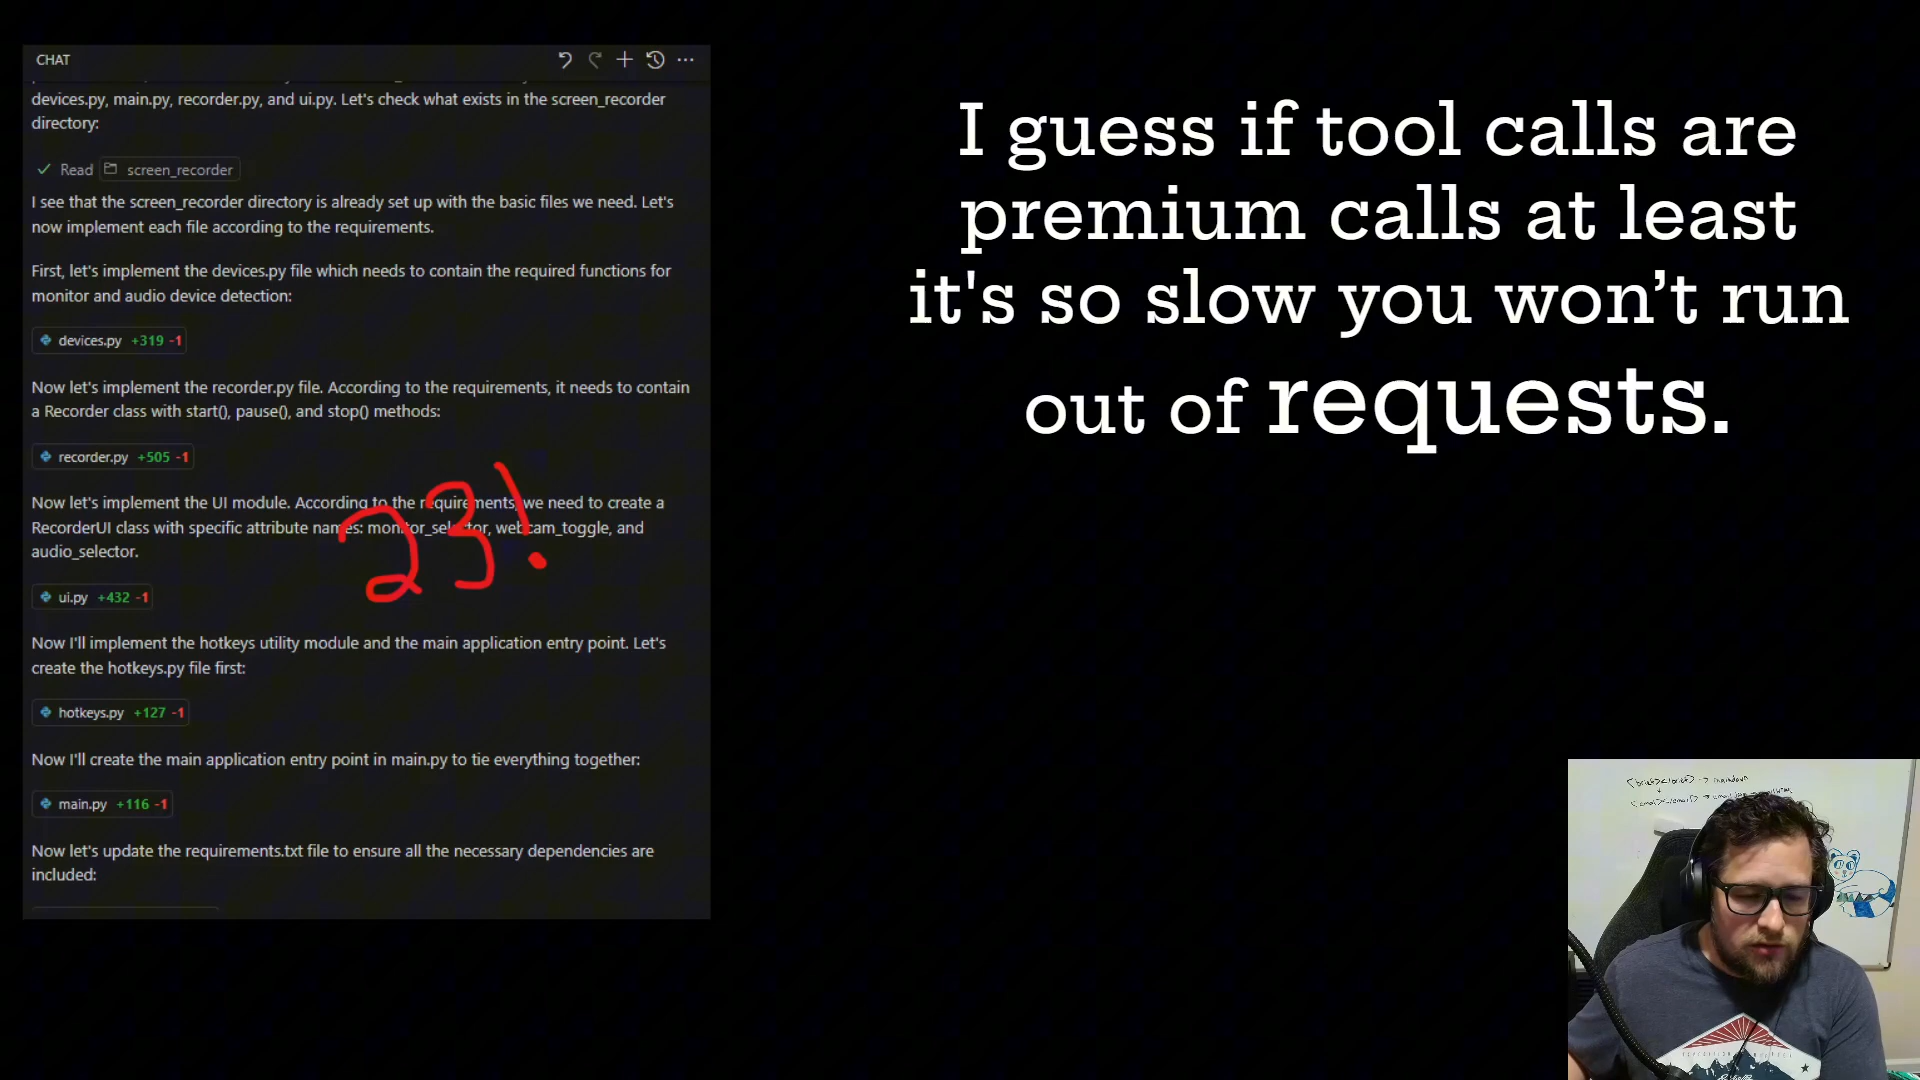 CHAT
devices.py, main.py, recorder.py, and ui.py. Let's check what exists in the screen_recorder
directory:
Read screen_recorder
I see that the screen_recorder directory is already set up with the basic files we need. Let's
now implement each file according to the requirements.
First, let's implement the devices.py file which needs to contain the required functions for
monitor and audio device detection:
devices.py +319 -1
Now let's implement the recorder.py file. According to the requirements, it needs to contain
a Recorder class with start(), pause(), and stop() methods:
recorder.py +505 -1
Now let's implement the UI module. According to the requirements, we need to create a
RecorderUI class with specific attribute names: monitor_selector, webcam_toggle, and
audio_selector.
23!
ui.py +432 -1
Now I'll implement the hotkeys utility module and the main application entry point. Let's
create the hotkeys.py file first:
hotkeys.py +127 -1
Now I'll create the main application entry point in main.py to tie everything together:
main.py +116 -1
Now let's update the requirements.txt file to ensure all the necessary dependencies are
included:
I guess if tool calls are
premium calls at least
it's so slow you won’t run
out of requests.